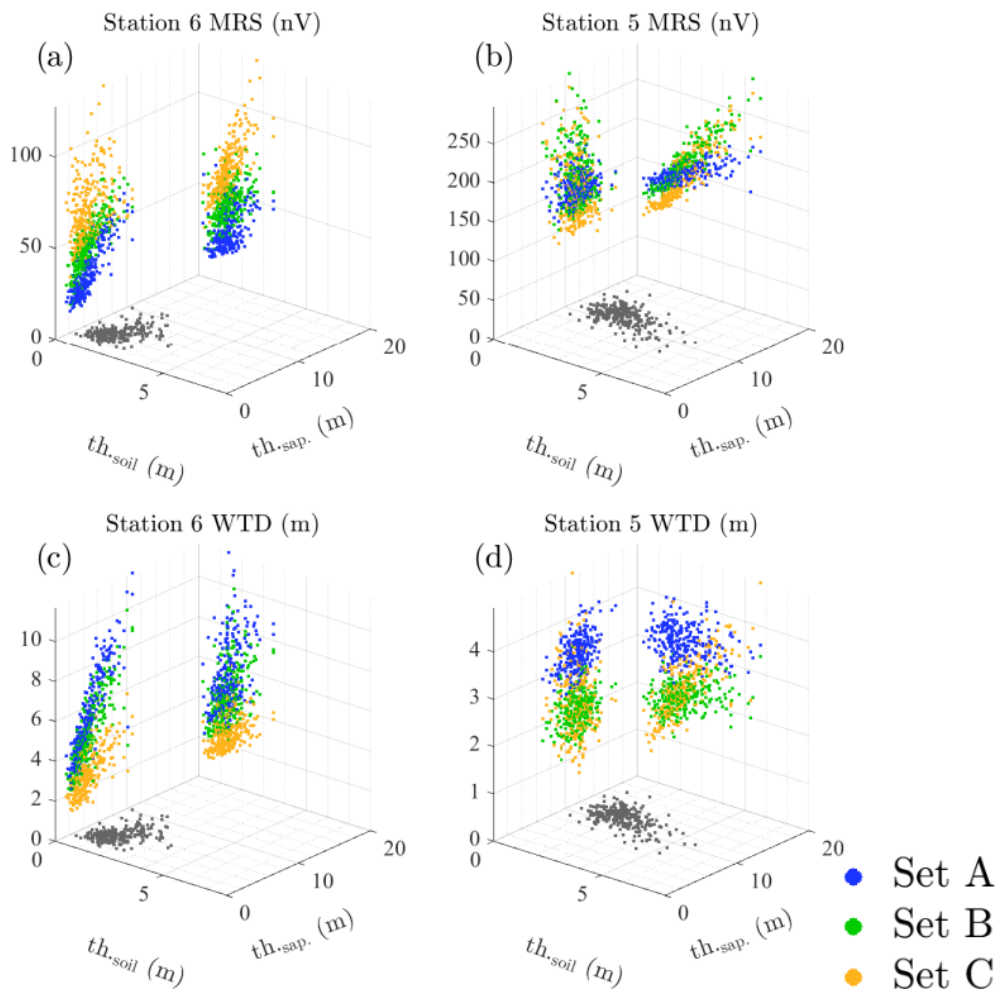 Station 6 MRS (nV)
(a)
100
50
0
0
5
0
10
20
th.soil (m)
th.sap. (m)
Station 5 MRS (nV)
(b)
250
200
150
100
50
0
0
5
0
10
20
th.soil (m)
th.sap. (m)
Station 6 WTD (m)
(c)
10
8
6
4
2
0
0
5
0
10
20
th.soil (m)
th.sap. (m)
Station 5 WTD (m)
(d)
4
3
2
1
0
0
5
0
10
20
th.soil (m)
th.sap. (m)
Set A
Set B
Set C